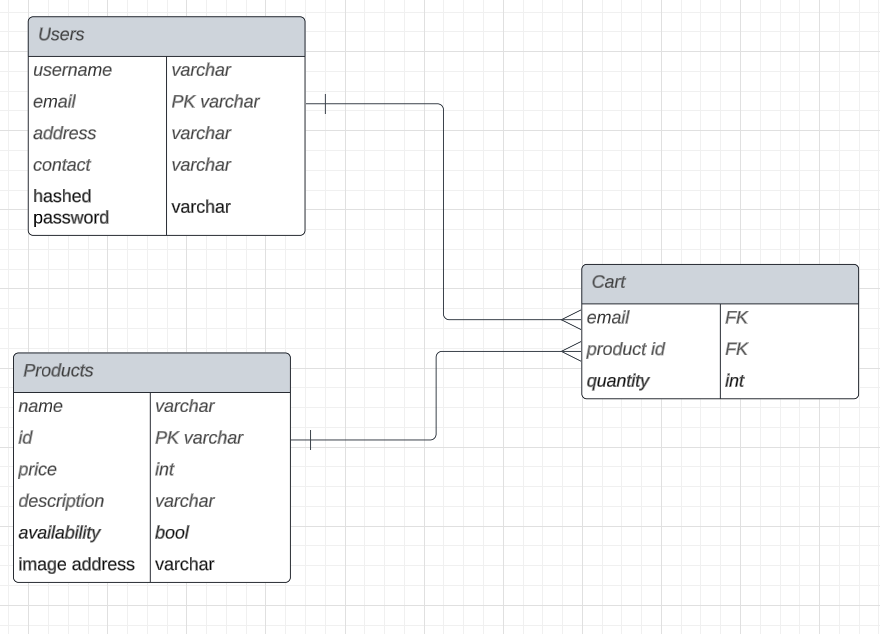 Users
username varchar
email PK varchar
address varchar
contact varchar
hashed
password varchar
Cart
email FK
product id FK
quantity int
Products
name varchar
id PK varchar
price int
description varchar
availability bool
image address varchar